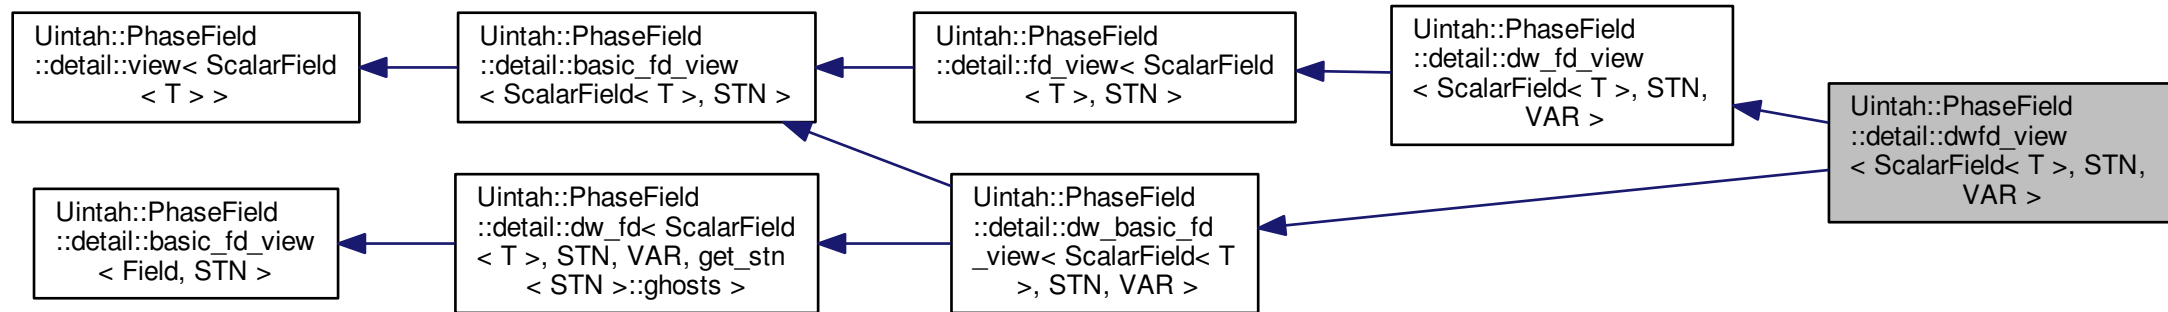 Uintah::PhaseField
::detail::view< ScalarField
< T > >
Uintah::PhaseField
::detail::basic_fd_view
< ScalarField< T >, STN >
Uintah::PhaseField
::detail::fd_view< ScalarField
< T >, STN >
Uintah::PhaseField
::detail::dw_fd_view
< ScalarField< T >, STN,
VAR >
Uintah::PhaseField
::detail::dwfd_view
< ScalarField< T >, STN,
VAR >
Uintah::PhaseField
::detail::basic_fd_view
< Field, STN >
Uintah::PhaseField
::detail::dw_fd< ScalarField
< T >, STN, VAR, get_stn
< STN >::ghosts >
Uintah::PhaseField
::detail::dw_basic_fd
_view< ScalarField< T
>, STN, VAR >